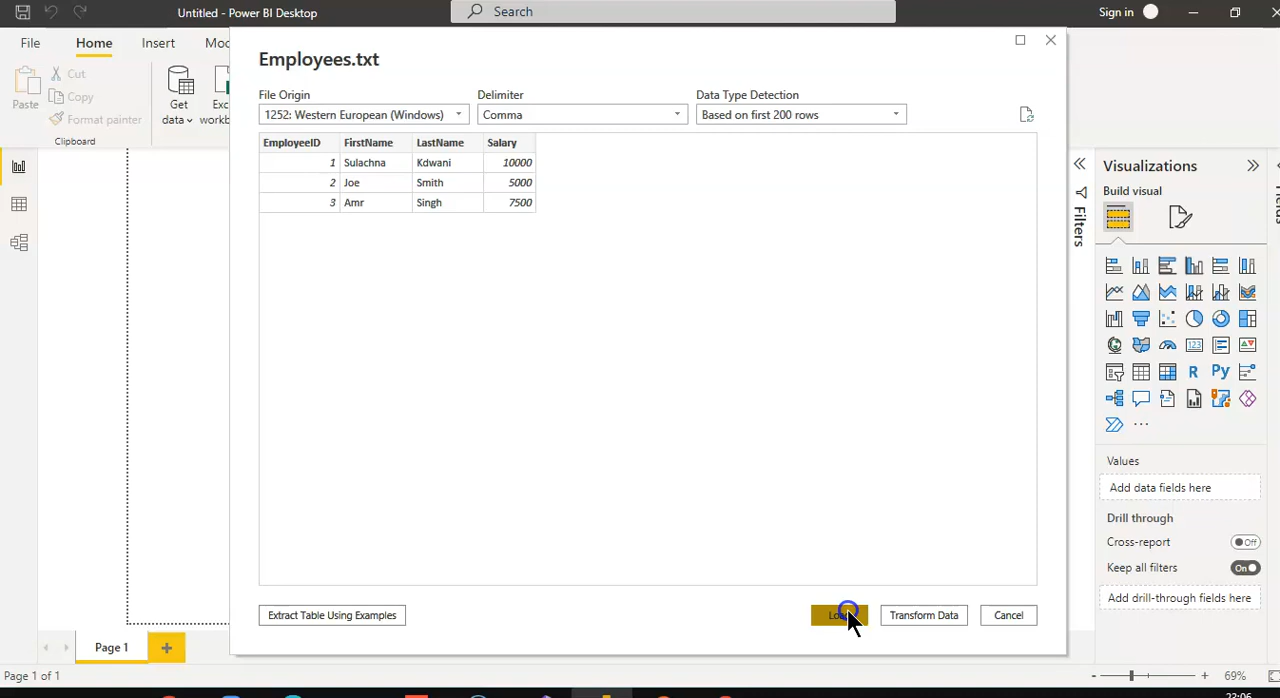 Untitled - Power BI Desktop
Search
Sign in
File
Home
Insert
Employees.txt
Paste
Cut
Copy
Format painter
Clipboard
Get
data
File Origin
Delimiter
Data Type Detection
1252: Western European (Windows)
Comma
Based on first 200 rows
EmployeeID FirstName LastName Salary
1 Sulachna Kdwani 10000
2 Joe Smith 5000
3 Amr Singh 7500
Extract Table Using Examples
Transform Data
Cancel
Filters
Visualizations
Build visual
R
Py
123
Values
Add data fields here
Drill through
Cross-report
Off
Keep all filters
On
Add drill-through fields here
Page 1
Page 1 of 1
69%